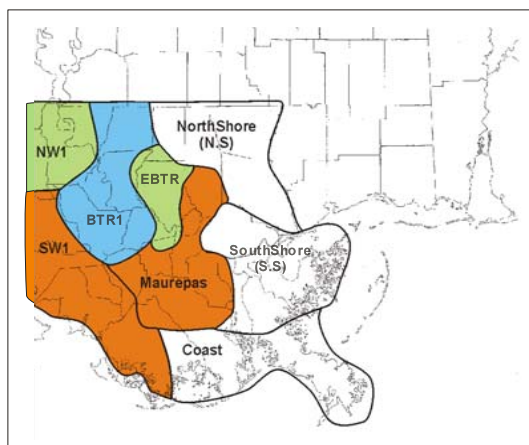 NorthShore
(N.S)
NW1
EBTR
BTR1
SW1
SouthShore
(S.S)
Maurepas
Coast